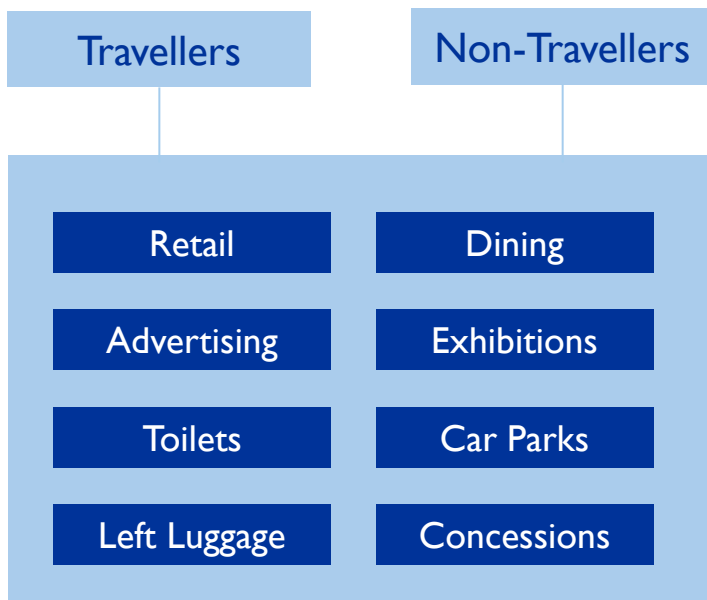 Travellers
Non-Travellers
Retail
Dining
Advertising
Exhibitions
Toilets
Car Parks
Left Luggage
Concessions